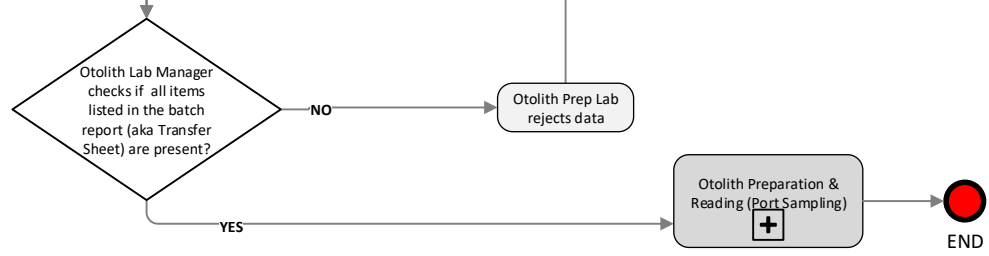 Otolith Lab Manager
checks if  all items
listed in the batch
report (aka Transfer
Sheet) are present?
NO
Otolith Prep Lab
rejects data
YES
Otolith Preparation &
Reading (Port Sampling)
END